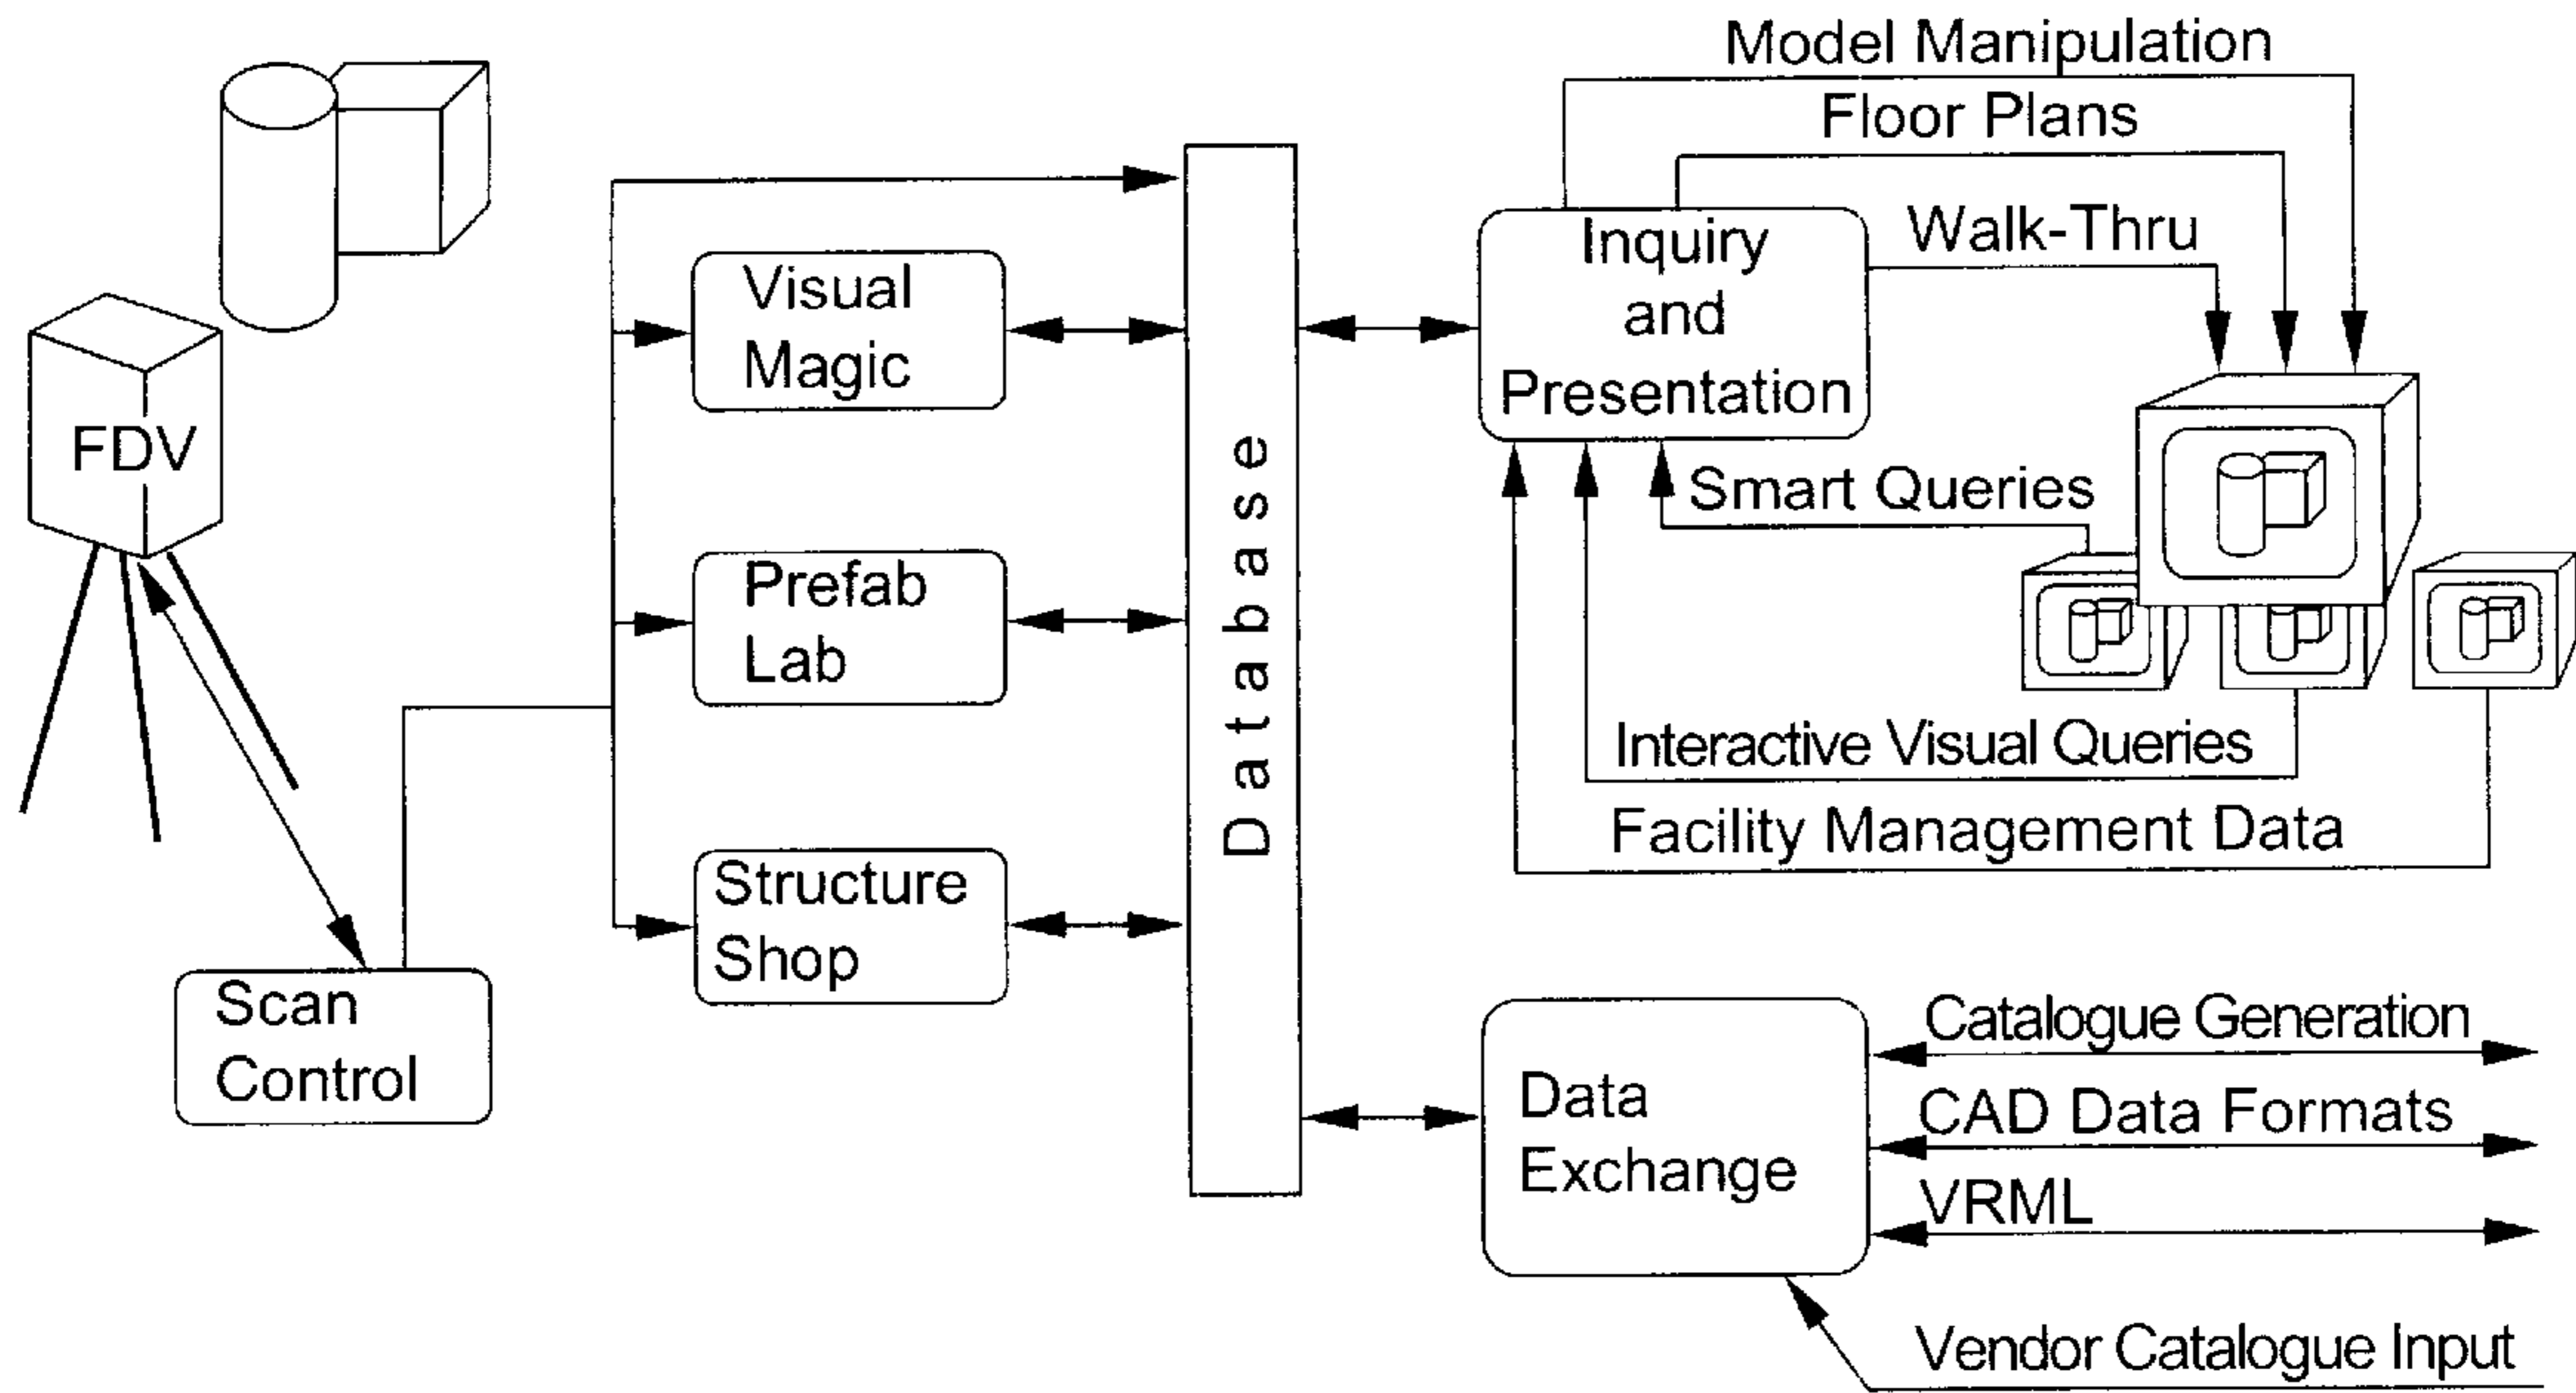 Model Manipulation
Floor Plans
Walk-Thru
Inquiry
and
Presentation
Visual
Magic
FDV
Smart Queries
Prefab
Lab
Database
Interactive Visual Queries
Facility Management Data
Structure
Shop
Scan
Control
Data
Exchange
Catalogue Generation
CAD Data Formats
VRML
Vendor Catalogue Input